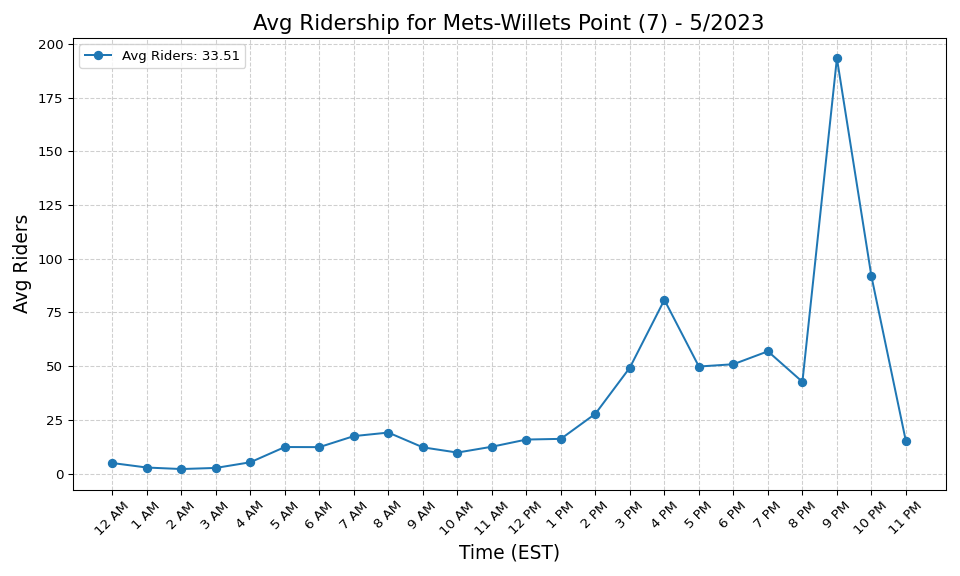 Avg Ridership for Mets-Willets Point (7) - 5/2023
Avg Riders: 33.51
200
175
150
125
100
75
50
25
0
Avg Riders
12 AM
1 AM
2 AM
3 AM
4 AM
5 AM
6 AM
7 AM
8 AM
9 AM
10 AM
11 AM
12 PM
1 PM
2 PM
3 PM
4 PM
5 PM
6 PM
7 PM
8 PM
9 PM
10 PM
11 PM
Time (EST)